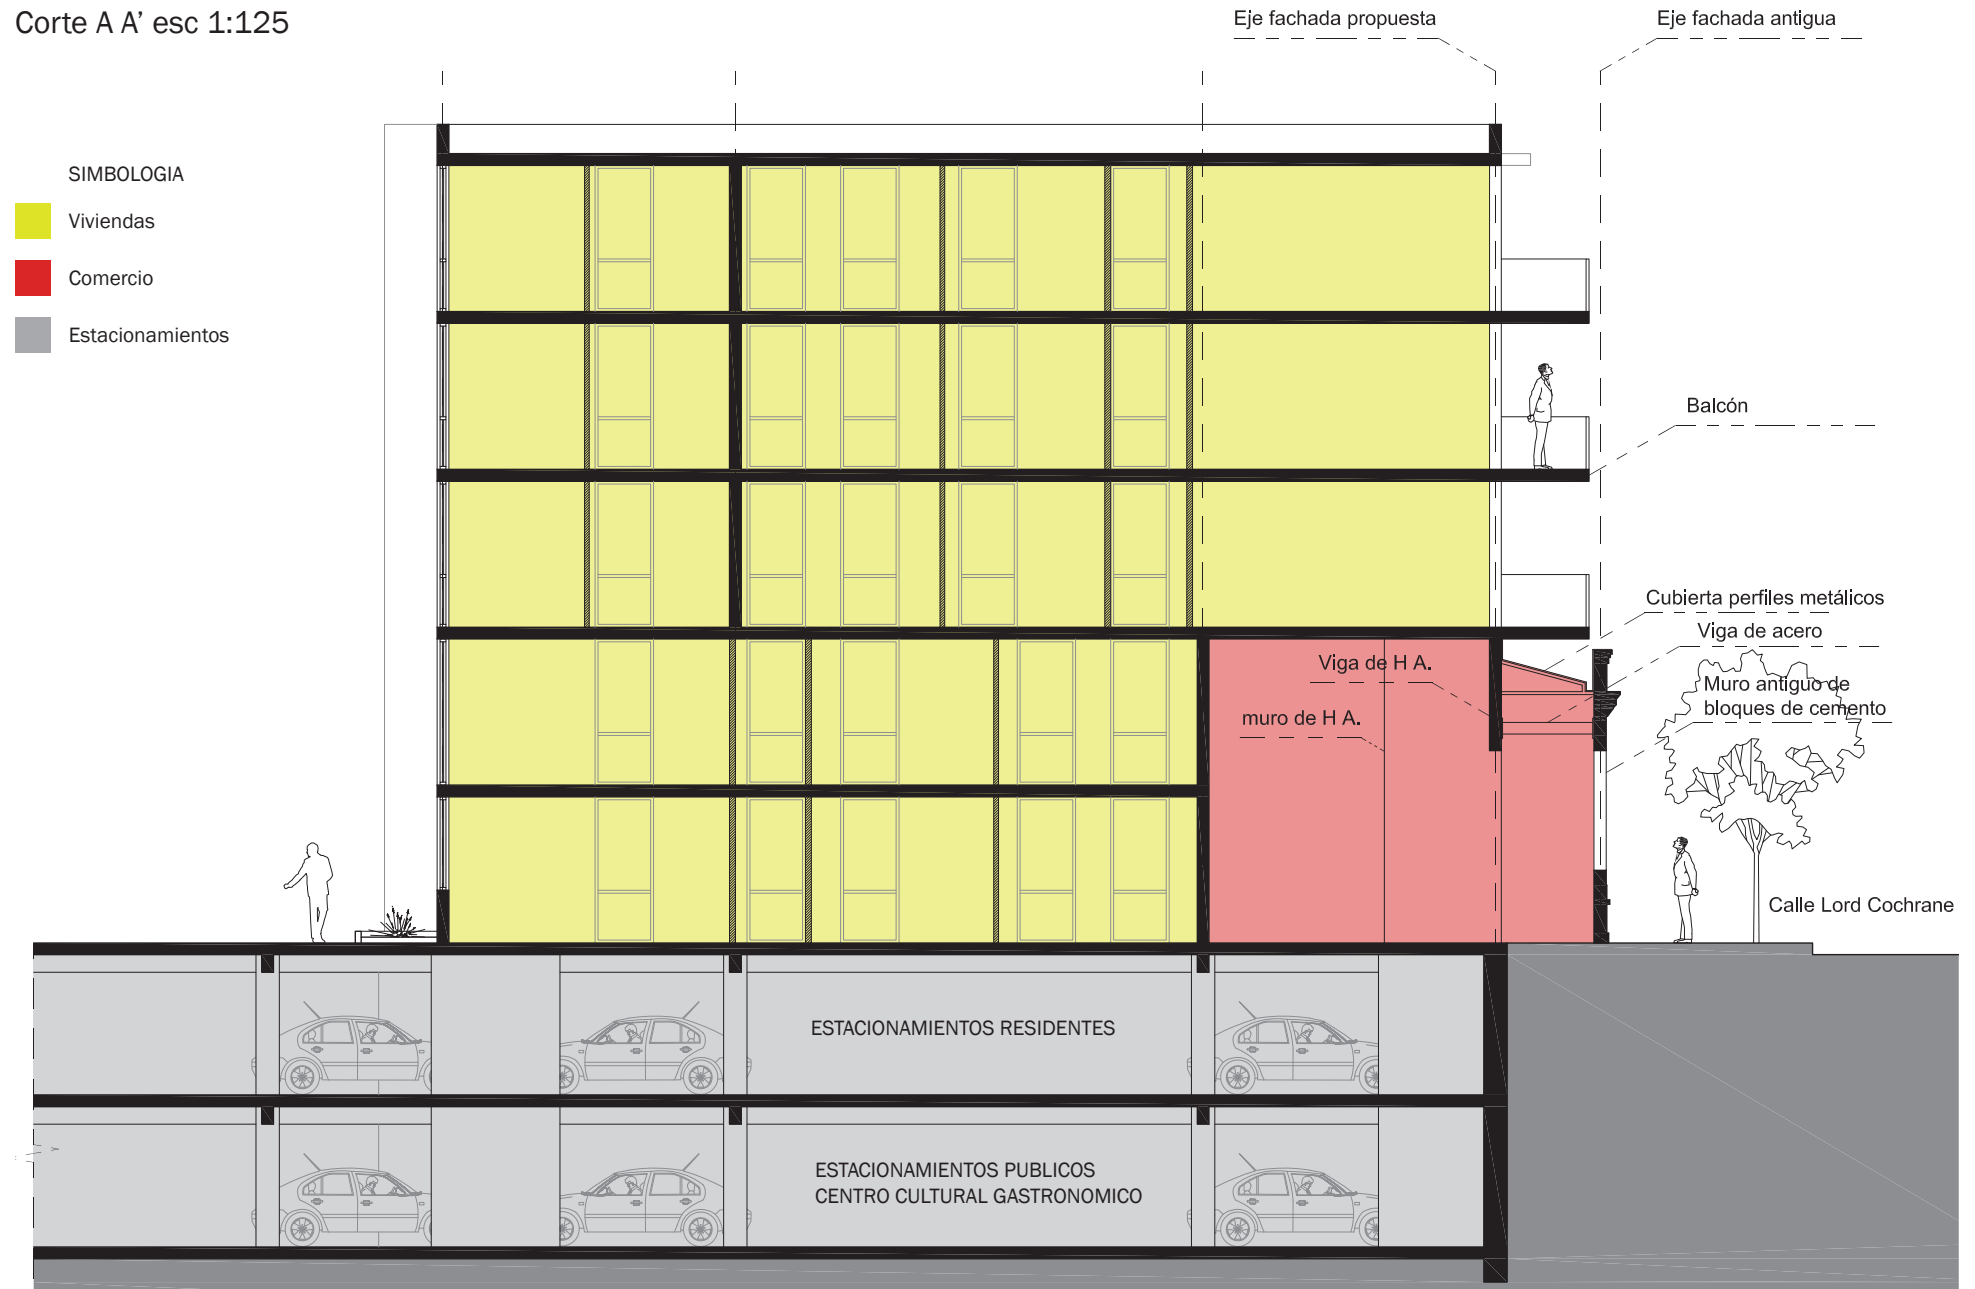 Corte A A’ esc 1:125
Eje fachada propuesta
Eje fachada antigua
SIMBOLOGIA
Viviendas
Comercio
Estacionamientos
Balcón
Cubierta perfiles metálicos
Viga de acero
Viga de H A.
Muro antiguo de
bloques de cemento
muro de H A.
Calle Lord Cochrane
ESTACIONAMIENTOS RESIDENTES
ESTACIONAMIENTOS PUBLICOS
CENTRO CULTURAL GASTRONOMICO